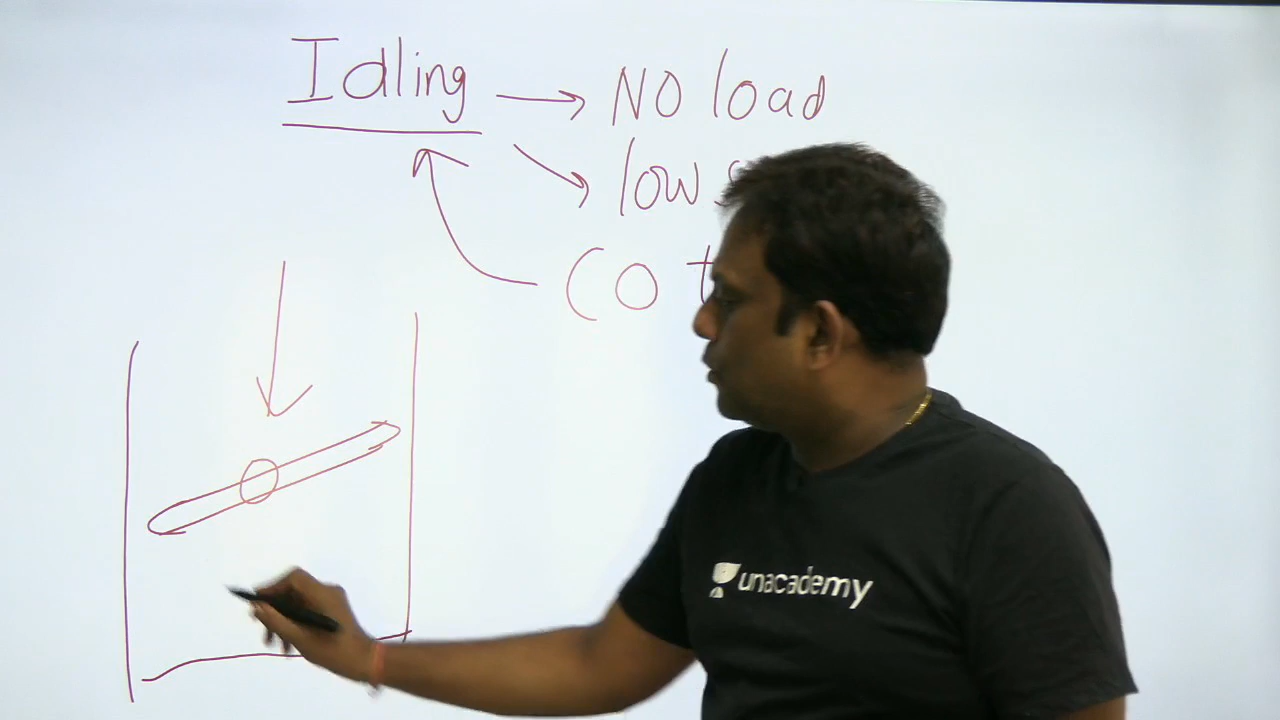 Idling → NO load
→ low
CO
unacademy